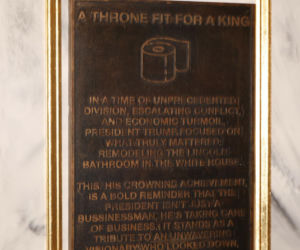 A THRONE FIT FOR A KING
IN A TIME OF UNPRECEDENTED
DIVISION, ESCALATING CONFLICT,
AND ECONOMIC TURMOIL,
PRESIDENT TRUMP FOCUSED ON
WHAT TRULY MATTERED:
REMODELING THE LINCOLN
BATHROOM IN THE WHITE HOUSE.
THIS, HIS CROWNING ACHIEVEMENT,
IS A BOLD REMINDER THAT THE
PRESIDENT ISN'T JUST A
BUSSINESSMAN, HE'S TAKING CARE
OF BUSINESS. IT STANDS AS A
TRIBUTE TO AN UNWAVERING
VISIONARY WHO LOOKED DOWN,